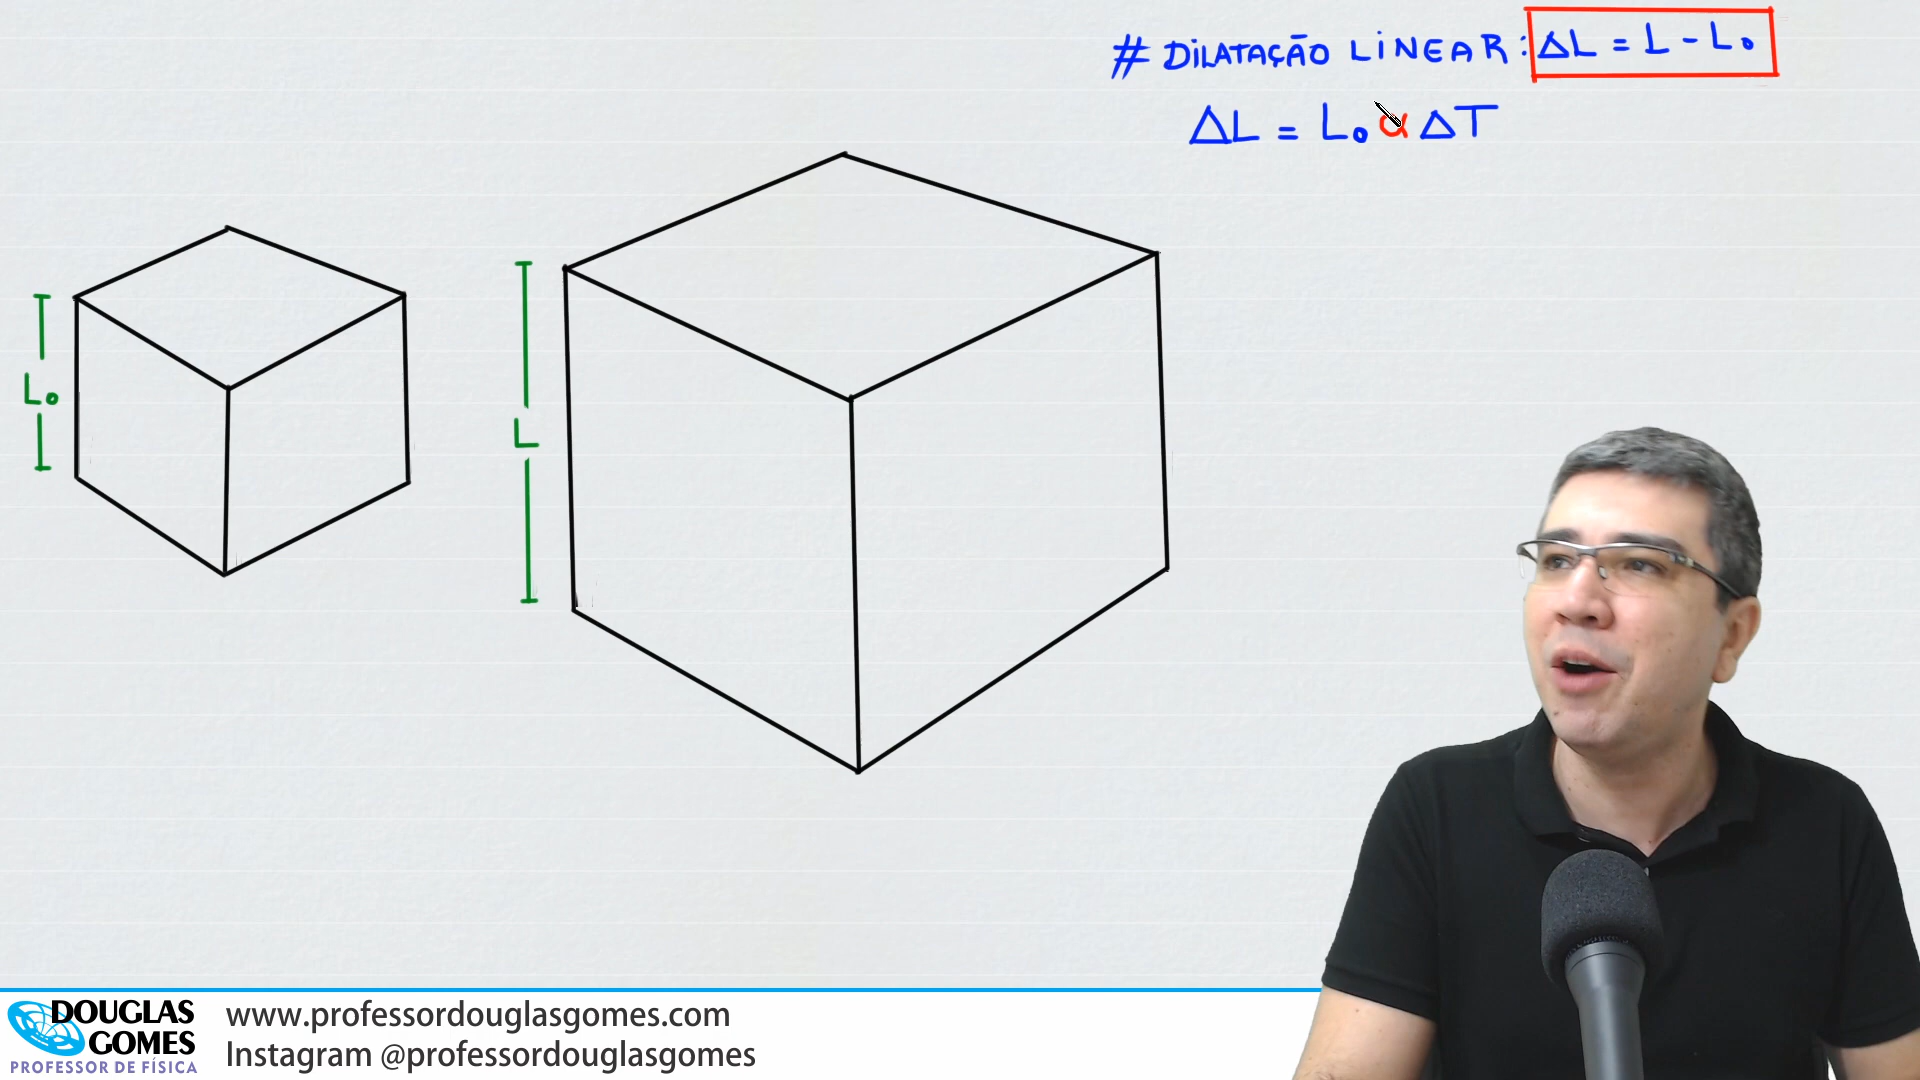 # DILATAÇÃO LINEAR: ΔL = L - L₀
ΔL = L₀ α ΔT
L₀
L
DOUGLAS
GOMES
PROFESSOR DE FÍSICA
www.professordouglasgomes.com
Instagram @professordouglasgomes